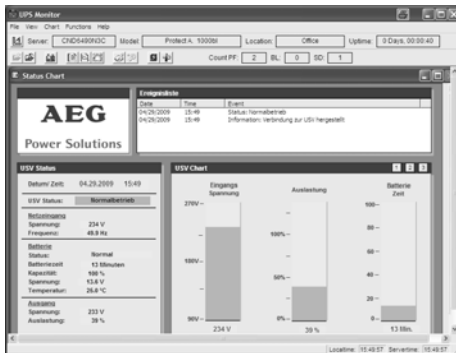 UPS Monitor
File View Chart Functions Help
Server: CND6490N3C Model Protect A. 1000bl Location: Office Uptime: 0 Days, 00:00:40
Count PF: 2 BL: 0 SD: 1
Status Chart
AEG
Power Solutions
Ereignisliste
Date Time Event
04/29/2009 15:49 Status: Normalbetrieb
04/29/2009 15:49 Information: Verbindung zur USV hergestellt
USV Status
Datum/ Zeit: 04.29.2009 15:49
USV Status: Normalbetrieb
Netzeingang
Spannung: 234 V
Frequenz: 49.9 Hz
Batterie
Status: Normal
Batteriezeit 13 Minuten
Kapazität: 100 %
Spannung: 13.6 V
Temperatur: 26.0 °C
Ausgang
Spannung: 233 V
Auslastung: 39 %
USV Chart 1 2 3
Eingangs Spannung
270V
180V
90V
234 V
Auslastung
100%
50%
0%
39 %
Batterie Zeit
100
80
60
40
20
0
13 Min.
Localtime: 15:49:57 Servertime: 15:49:57